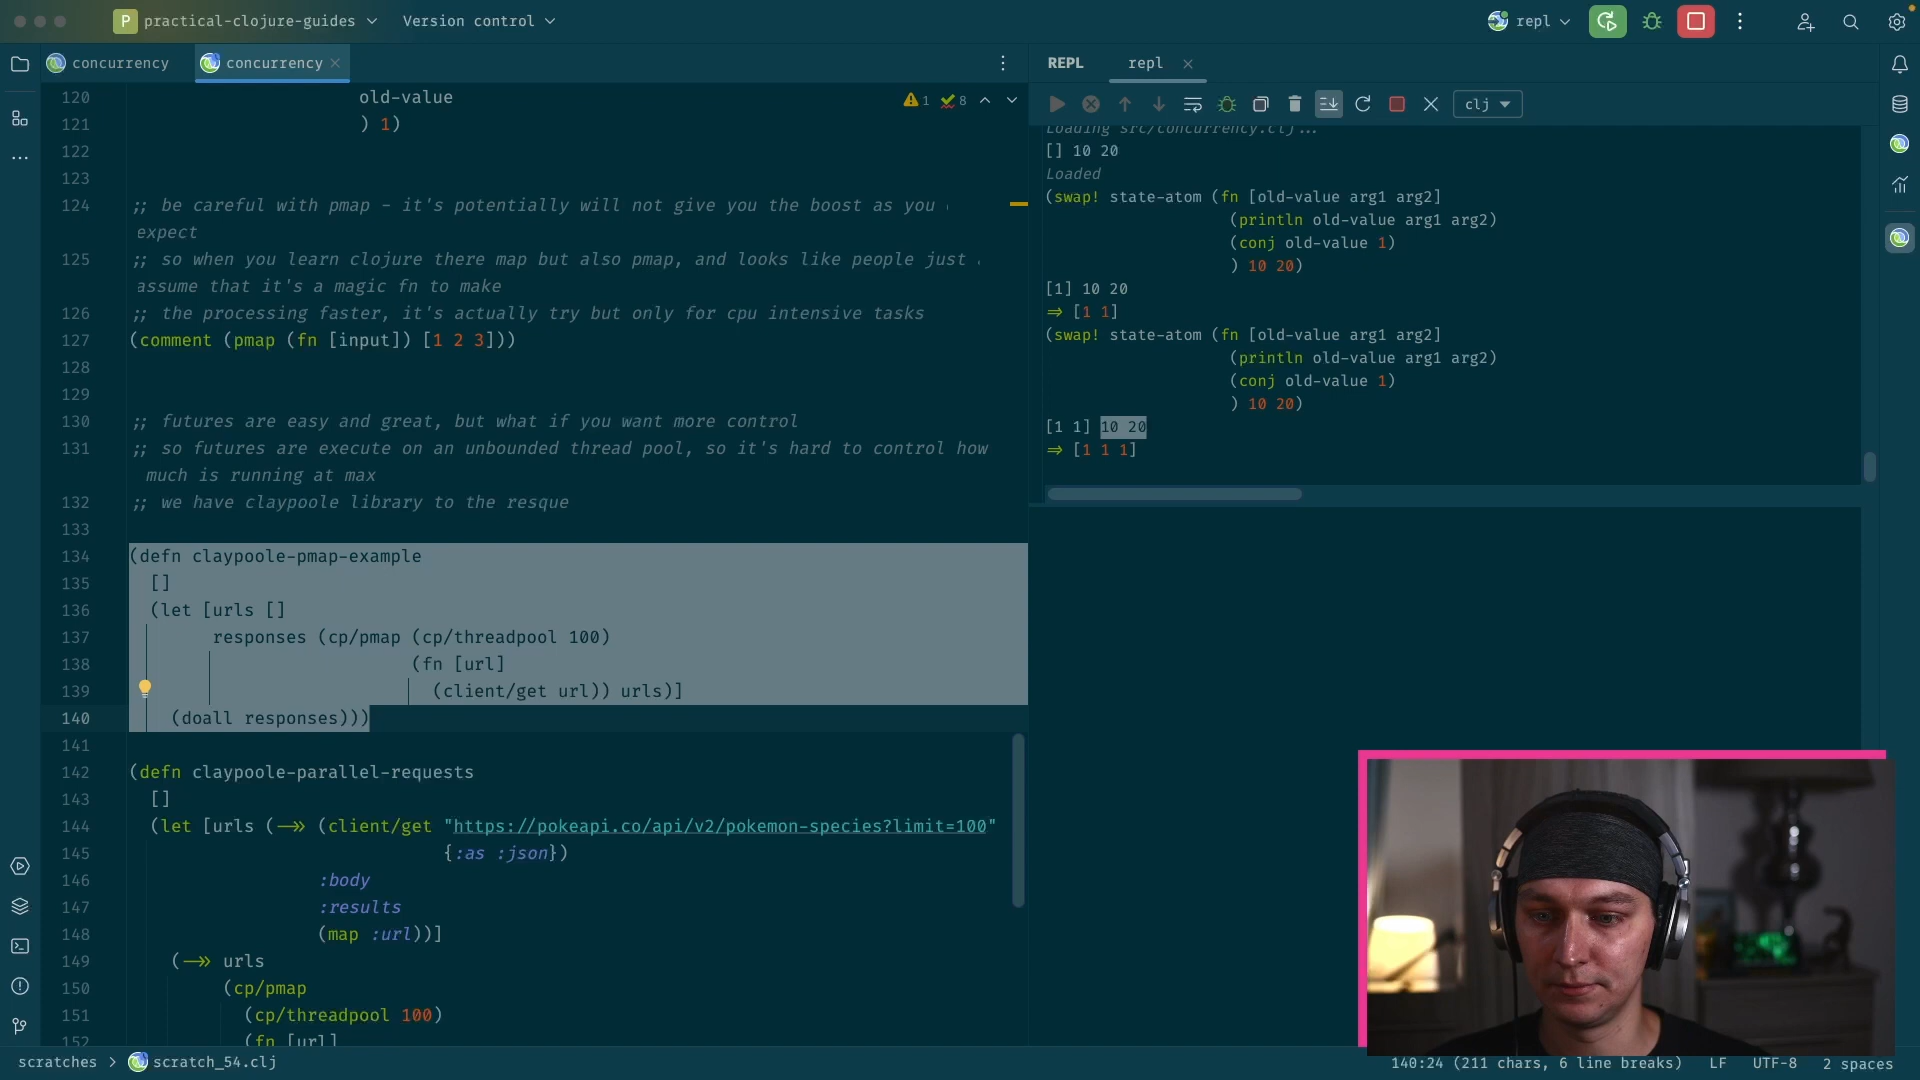 P practical-clojure-guides Version control repl
concurrency concurrency REPL repl
clj
1 8
120 old-value
121 ) 1)
122
123
124 ;; be careful with pmap - it's potentially will not give you the boost as you
expect
125 ;; so when you learn clojure there map but also pmap, and looks like people just
assume that it's a magic fn to make
126 ;; the processing faster, it's actually try but only for cpu intensive tasks
127 (comment (pmap (fn [input]) [1 2 3]))
128
129
130 ;; futures are easy and great, but what if you want more control
131 ;; so futures are execute on an unbounded thread pool, so it's hard to control how
much is running at max
132 ;; we have claypoole library to the resque
133
134 (defn claypoole-pmap-example
135 []
136 (let [urls []
137 responses (cp/pmap (cp/threadpool 100)
138 (fn [url]
139 (client/get url)) urls)]
140 (doall responses)))
141
142 (defn claypoole-parallel-requests
143 []
144 (let [urls (->> (client/get "https://pokeapi.co/api/v2/pokemon-species?limit=100"
145 {:as :json})
146 :body
147 :results
148 (map :url))]
149 (->> urls
150 (cp/pmap
151 (cp/threadpool 100)
152 (fn [url]
Loading src/concurrency.clj...
[] 10 20
Loaded
(swap! state-atom (fn [old-value arg1 arg2]
(println old-value arg1 arg2)
(conj old-value 1)
) 10 20)
[1] 10 20
=> [1 1]
(swap! state-atom (fn [old-value arg1 arg2]
(println old-value arg1 arg2)
(conj old-value 1)
) 10 20)
[1 1] 10 20
=> [1 1 1]
scratches > scratch_54.clj 140:24 (211 chars, 6 line breaks) LF UTF-8 2 spaces